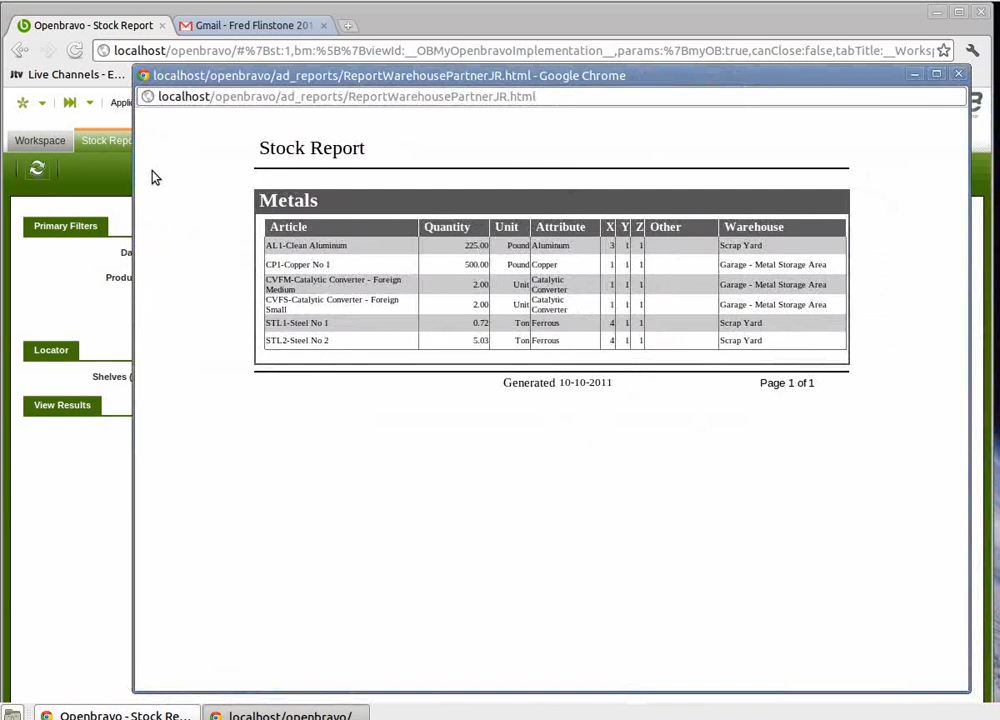 Openbravo - Stock Report
Gmail - Fred Flinstone 201
localhost/openbravo/#%7Bst:1,bm:%5B%7BviewId:__OBMyOpenbravoImplementation__,params:%7BmyOB:true,canClose:false,tabTitle:__Worksp
jtv Live Channels - E...
localhost/openbravo/ad_reports/ReportWarehousePartnerJR.html - Google Chrome
localhost/openbravo/ad_reports/ReportWarehousePartnerJR.html
Applic
Workspace
Stock Repo
Primary Filters
Da
Produ
Locator
Shelves (
View Results
Stock Report
Metals
Article Quantity Unit Attribute X Y Z Other Warehouse
AL1-Clean Aluminum 225.00 Pound Aluminum 3 1 1 Scrap Yard
CP1-Copper No 1 500.00 Pound Copper 1 1 1 Garage - Metal Storage Area
CVFM-Catalytic Converter - Foreign Medium 2.00 Unit Catalytic Converter 1 1 1 Garage - Metal Storage Area
CVFS-Catalytic Converter - Foreign Small 2.00 Unit Catalytic Converter 1 1 1 Garage - Metal Storage Area
STL1-Steel No 1 0.72 Ton Ferrous 4 1 1 Scrap Yard
STL2-Steel No 2 5.03 Ton Ferrous 4 1 1 Scrap Yard
Generated 10-10-2011
Page 1 of 1
Openbravo - Stock Re...
localhost/openbravo/